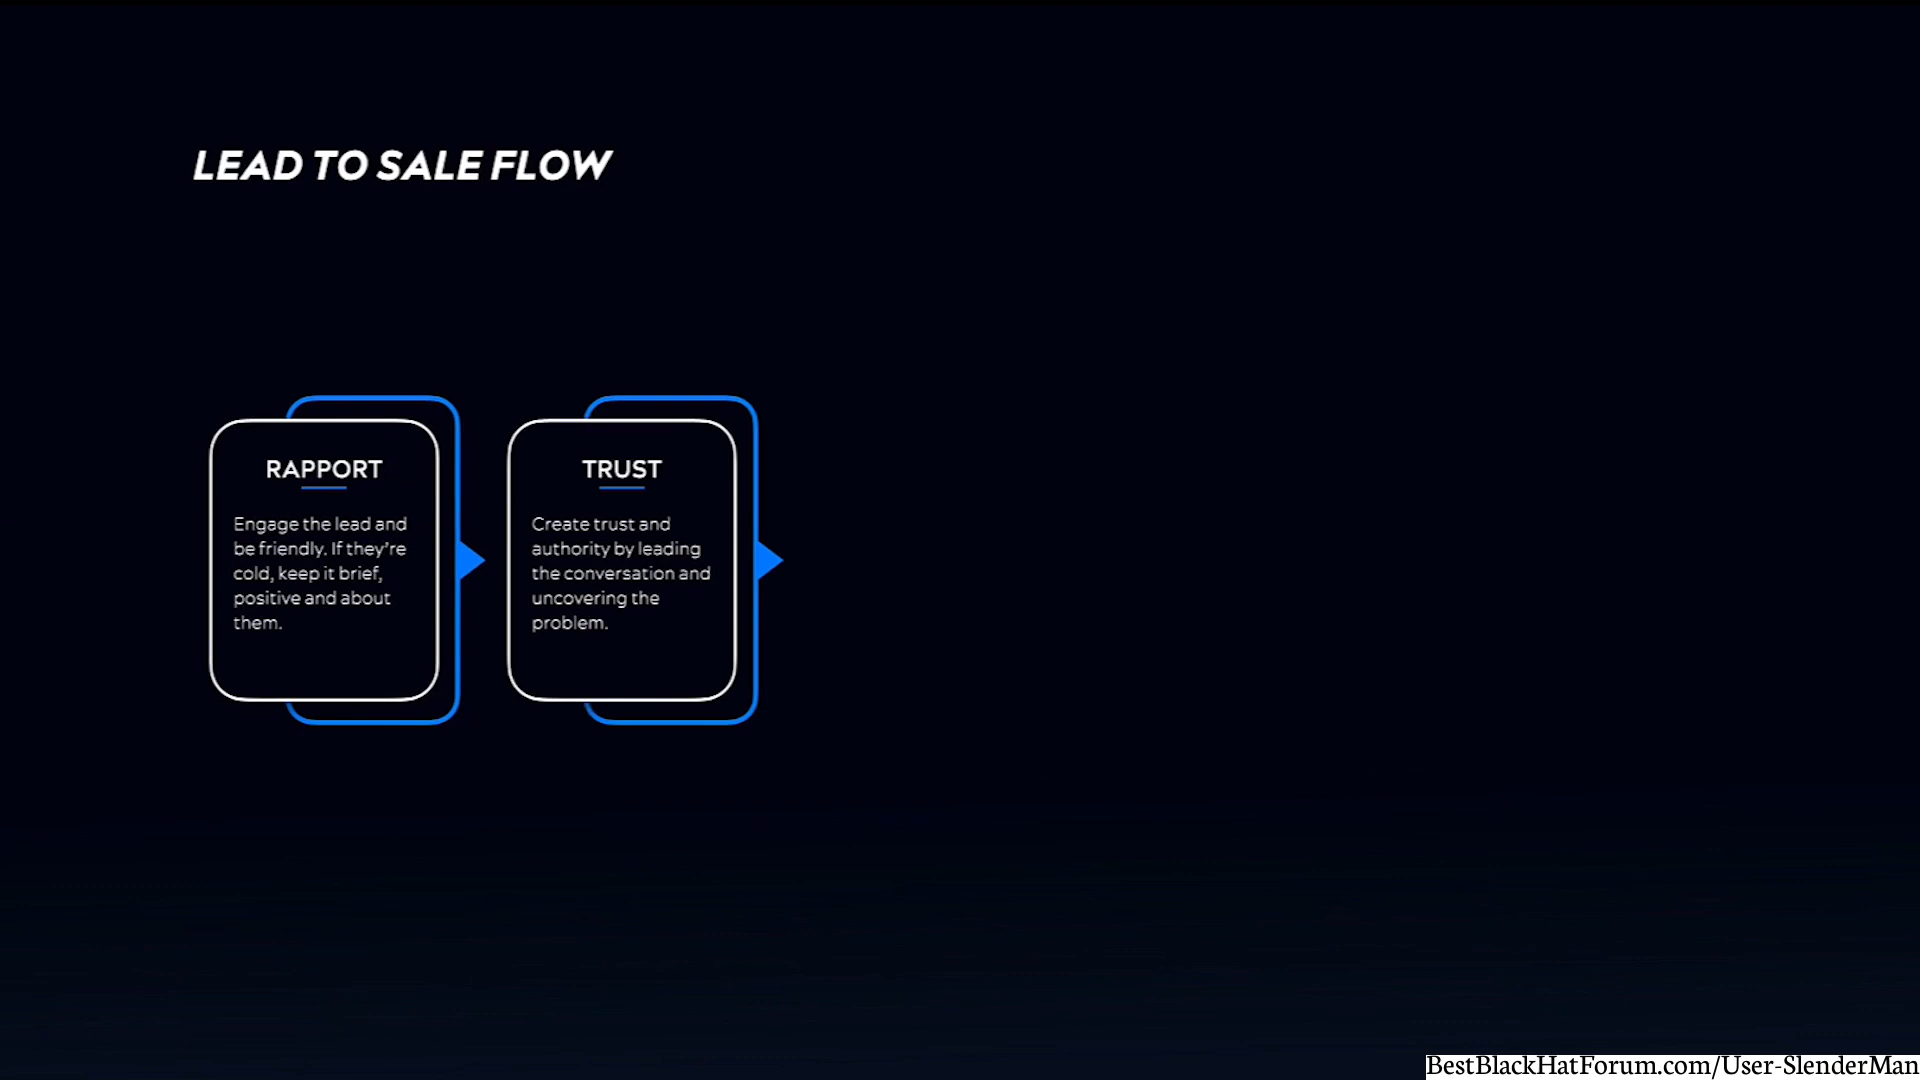 LEAD TO SALE FLOW
RAPPORT
Engage the lead and
be friendly. If they're
cold, keep it brief,
positive and about
them.
TRUST
Create trust and
authority by leading
the conversation and
uncovering the
problem.
BestBlackHatForum.com/User-SlenderMan